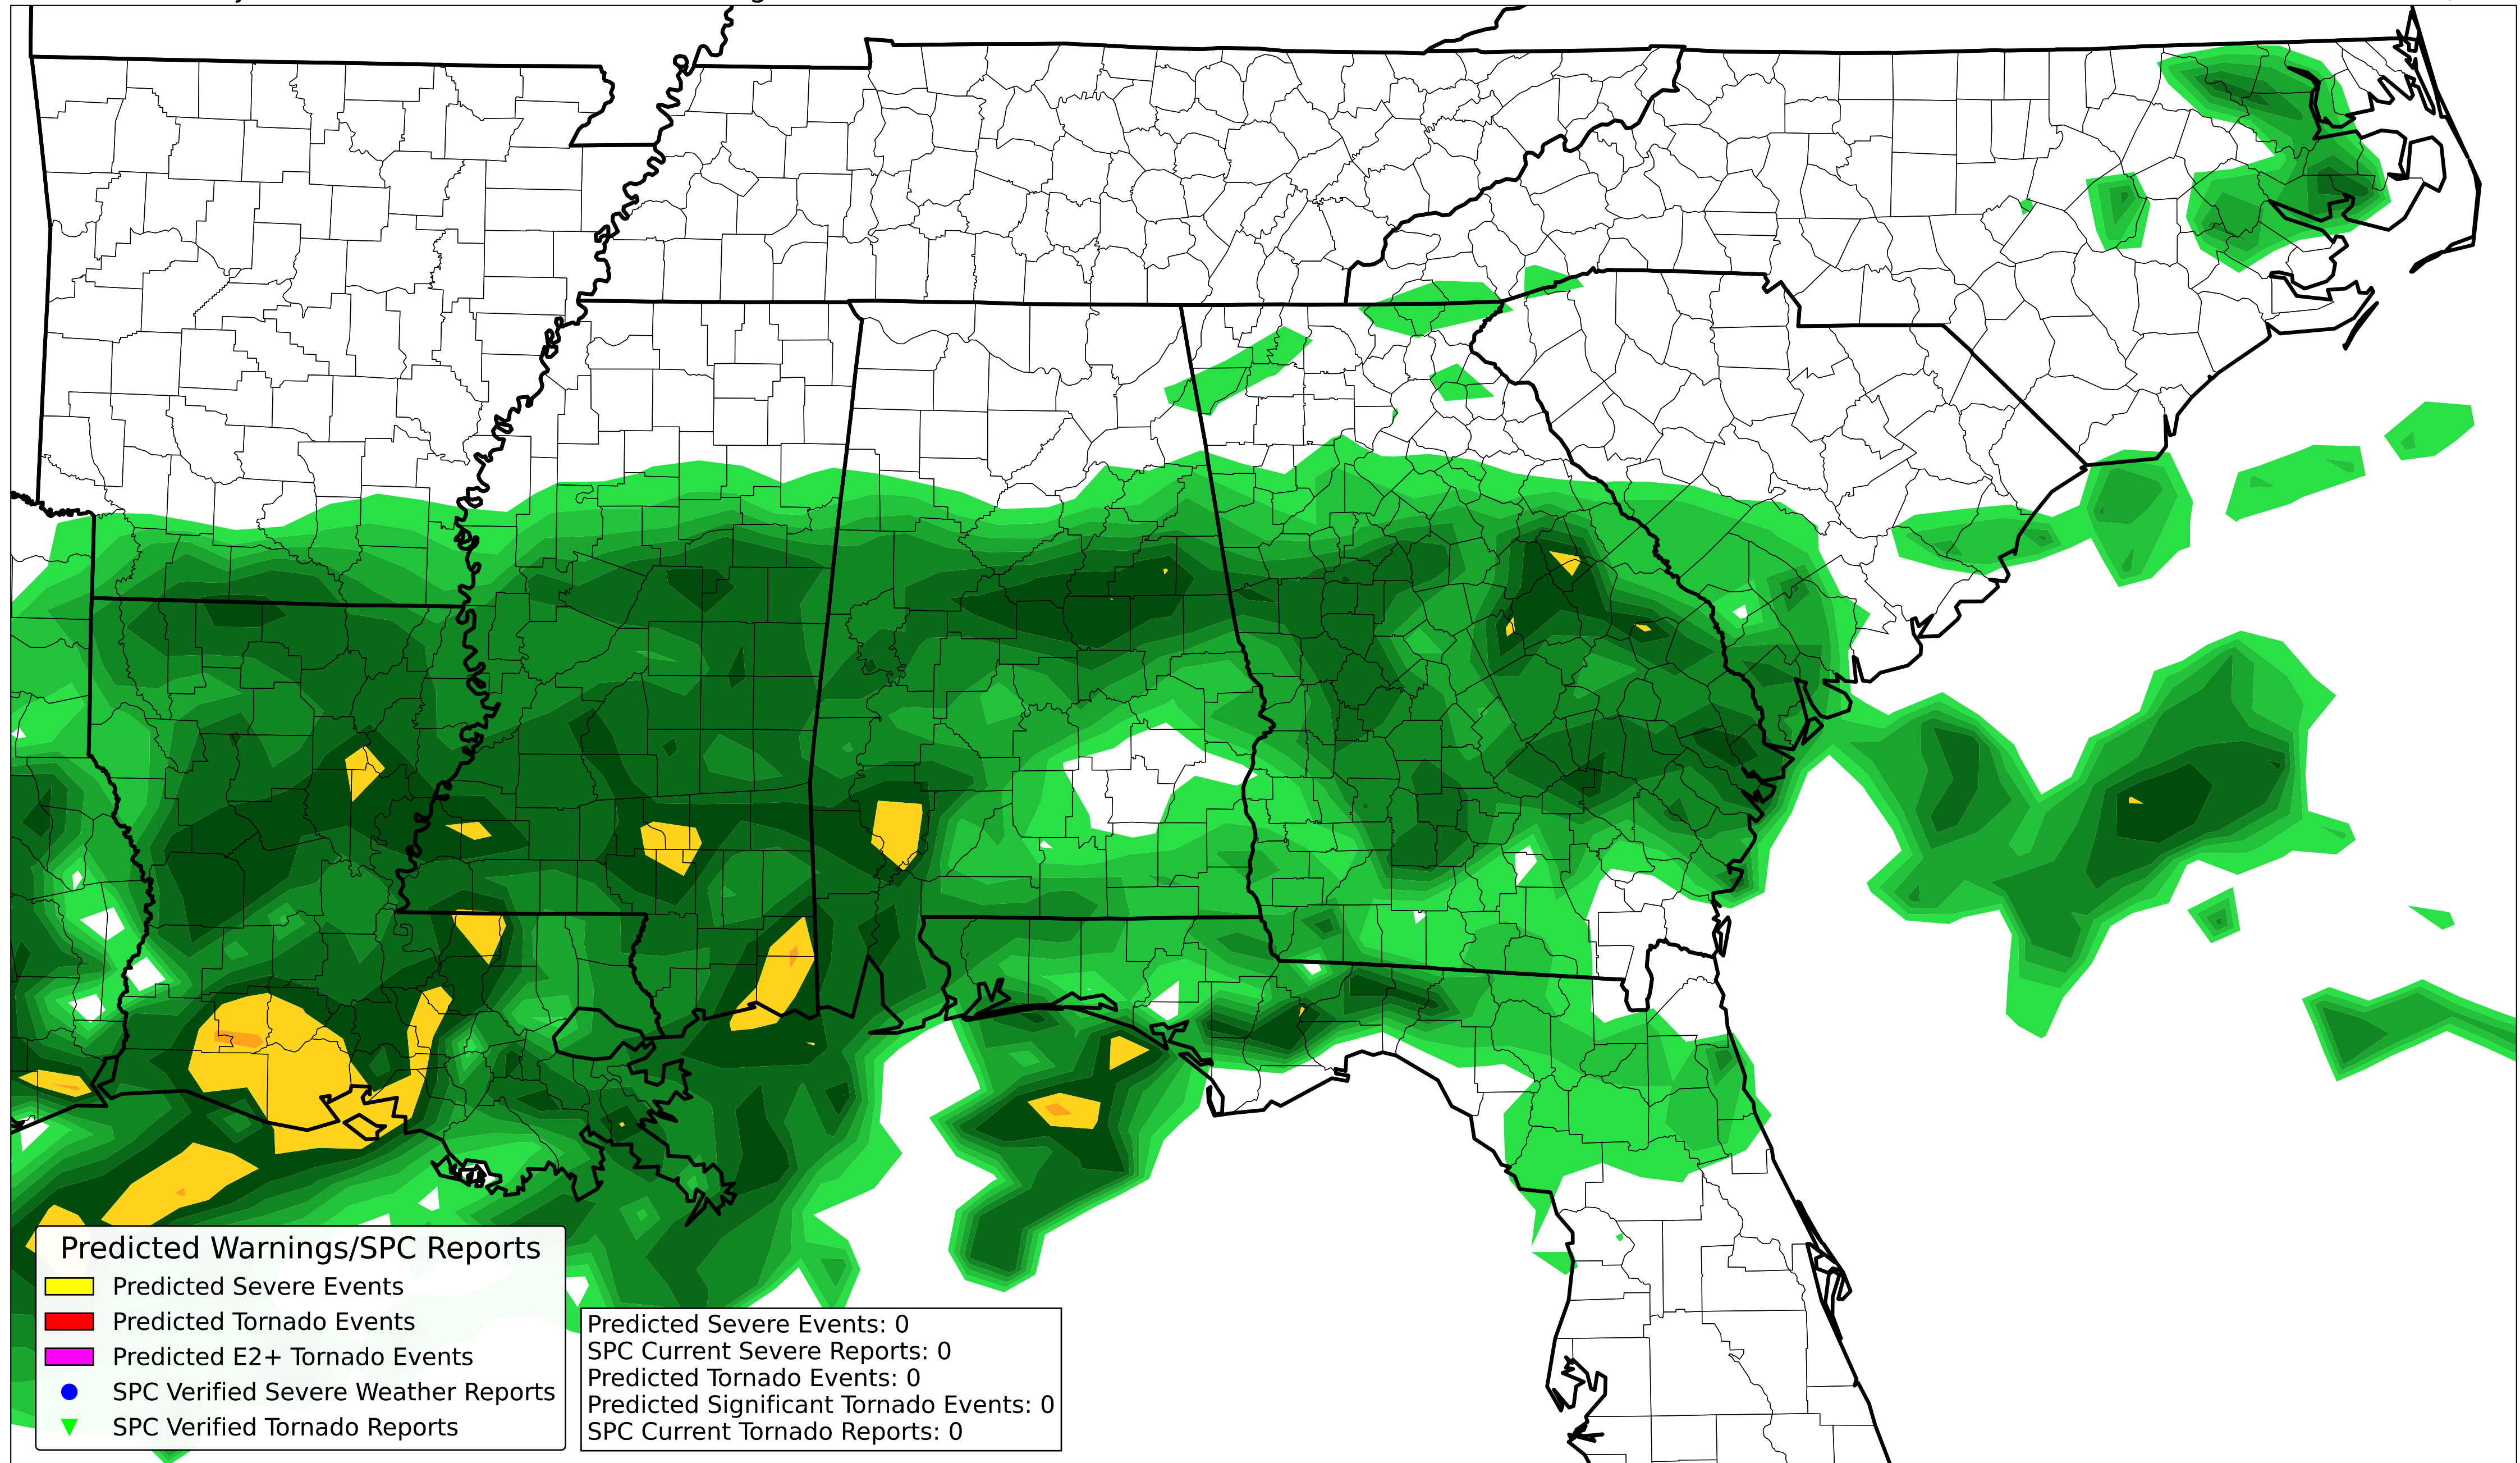 Predicted Warnings/SPC Reports
Predicted Severe Events
Predicted Tornado Events
Predicted E2+ Tornado Events
SPC Verified Severe Weather Reports
SPC Verified Tornado Reports
Predicted Severe Events: 0
SPC Current Severe Reports: 0
Predicted Tornado Events: 0
Predicted Significant Tornado Events: 0
SPC Current Tornado Reports: 0